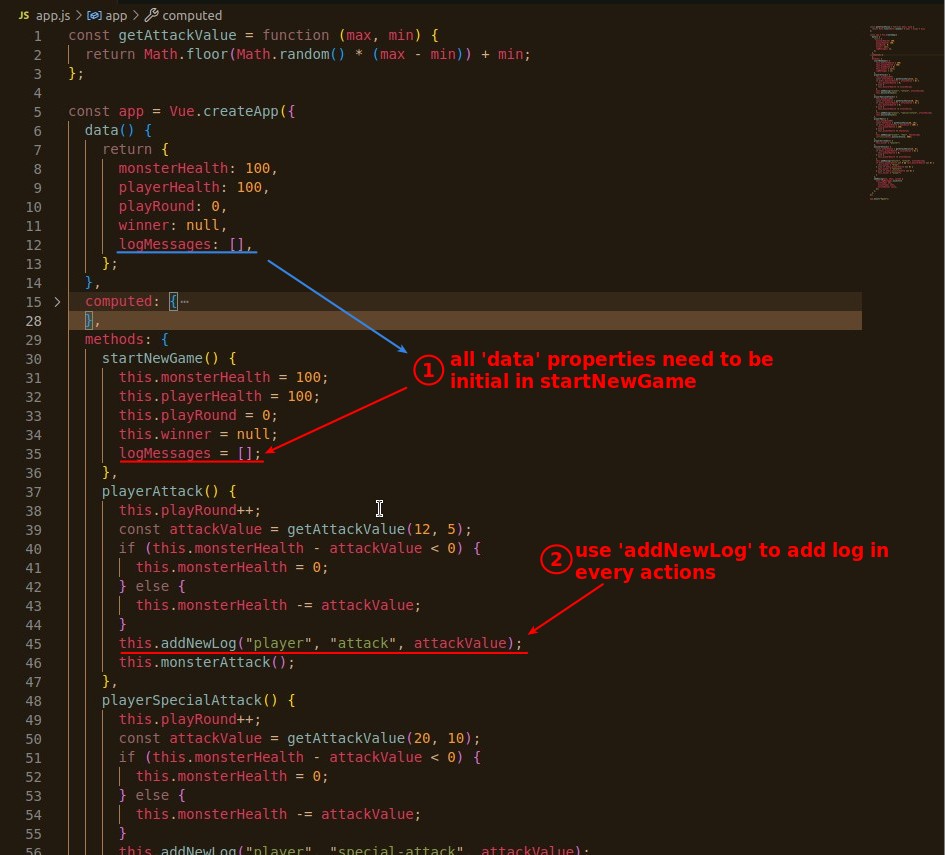 JS app.js > app > computed
1 const getAttackValue = function (max, min) {
2   return Math.floor(Math.random() * (max - min)) + min;
3 };
4
5 const app = Vue.createApp({
6   data() {
7     return {
8       monsterHealth: 100,
9       playerHealth: 100,
10       playRound: 0,
11       winner: null,
12       logMessages: [],
13     };
14   },
15   computed: {⋯
28   },
29   methods: {
30     startNewGame() {
① all 'data' properties need to be
initial in startNewGame
31       this.monsterHealth = 100;
32       this.playerHealth = 100;
33       this.playRound = 0;
34       this.winner = null;
35       logMessages = [];
36     },
37     playerAttack() {
38       this.playRound++;
39       const attackValue = getAttackValue(12, 5);
40       if (this.monsterHealth - attackValue < 0) {
② use 'addNewLog' to add log in
every actions
41         this.monsterHealth = 0;
42       } else {
43         this.monsterHealth -= attackValue;
44       }
45       this.addNewLog("player", "attack", attackValue);
46       this.monsterAttack();
47     },
48     playerSpecialAttack() {
49       this.playRound++;
50       const attackValue = getAttackValue(20, 10);
51       if (this.monsterHealth - attackValue < 0) {
52         this.monsterHealth = 0;
53       } else {
54         this.monsterHealth -= attackValue;
55       }
56       this.addNewLog("player", "special-attack", attackValue);